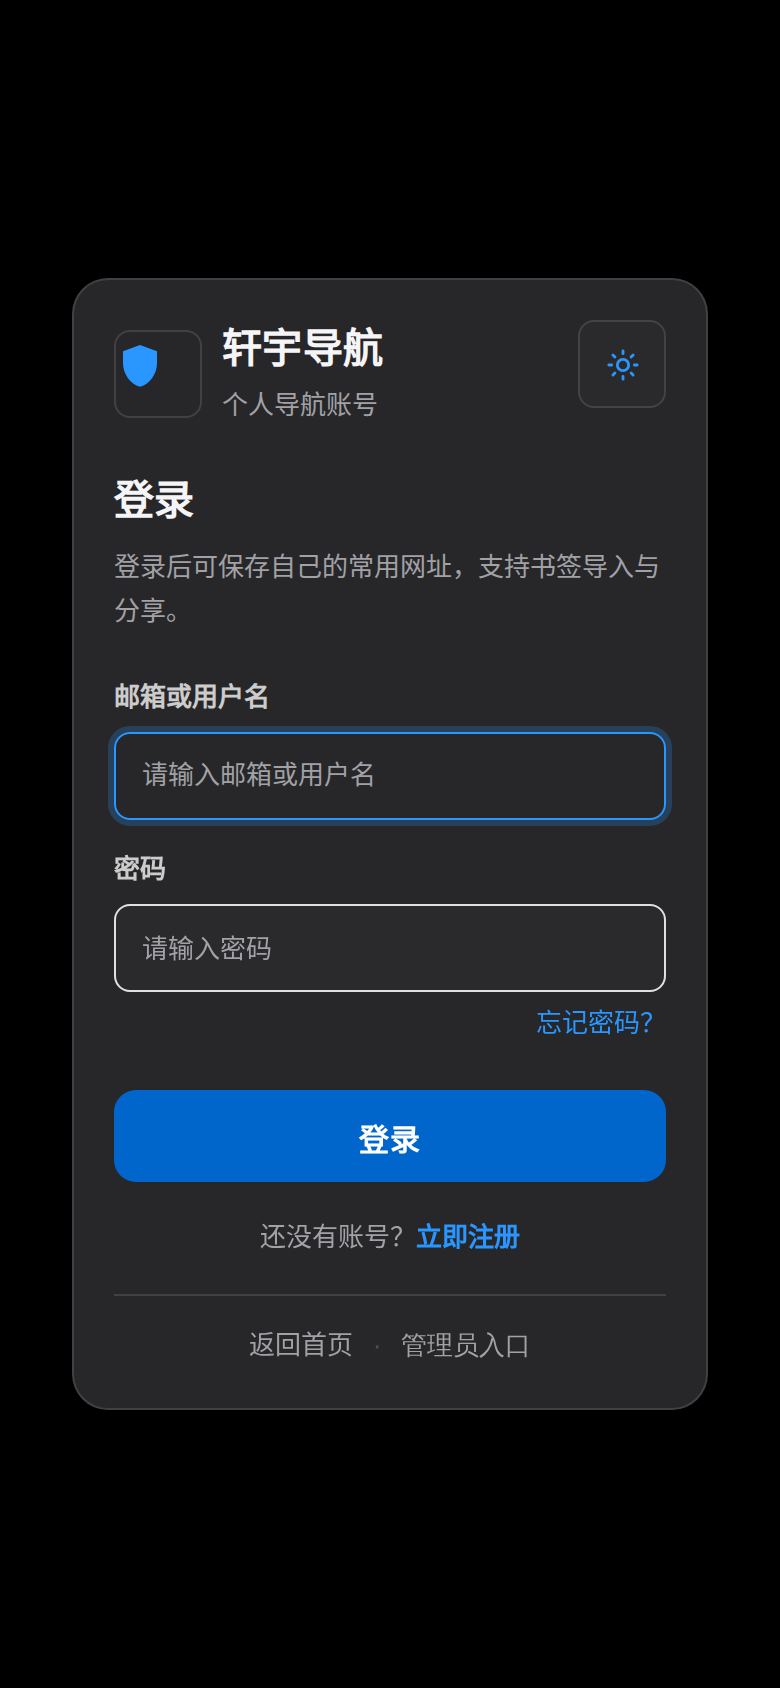 轩宇导航
个人导航账号
登录
登录后可保存自己的常用网址，支持书签导入与
分享。
邮箱或用户名
请输入邮箱或用户名
密码
请输入密码
忘记密码？
登录
还没有账号？立即注册
返回首页 · 管理员入口